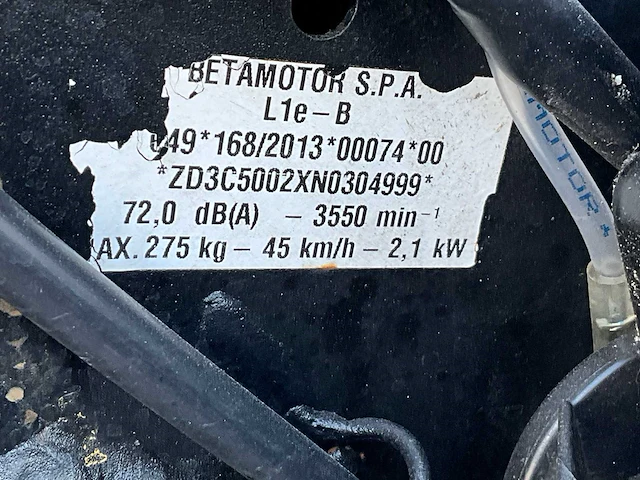 BETAMOTOR S.P.A.
L1e-B
49*168/2013*00074*00
*ZD3C5002XN0304999*
72,0 dB(A) - 3550 min-1
AX. 275 kg - 45 km/h - 2,1 kW
MOTOR *